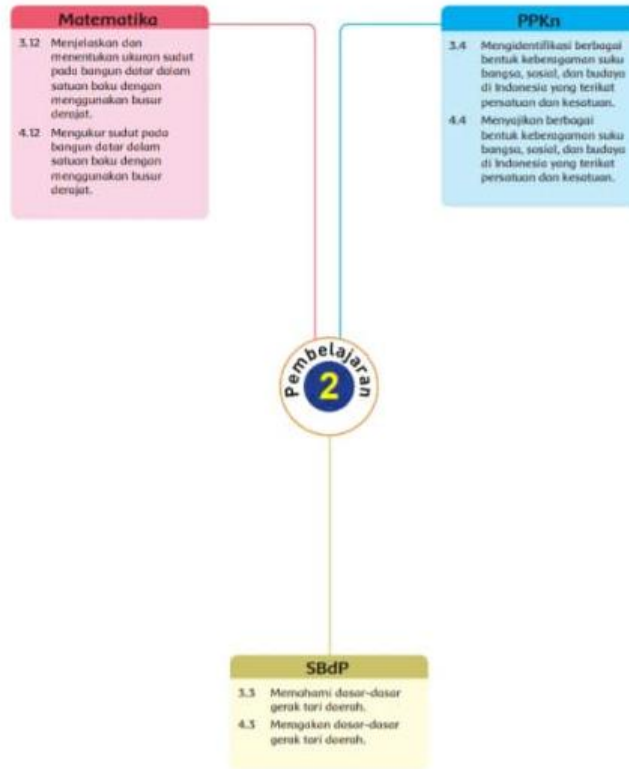 Matematika
3.12 Menjelaskan dan
menentukan ukuran sudut
pada bangun datar dalam
satuan baku dengan
menggunakan busur
derajat.
4.12 Mengukur sudut pada
bangun datar dalam
satuan baku dengan
menggunakan busur
derajat.
PPKn
3.4 Mengidentifikasi berbagai
bentuk keberagaman suku
bangsa, sosial, dan budaya
di Indonesia yang terikat
persatuan dan kesatuan.
4.4 Menyajikan berbagai
bentuk keberagaman suku
bangsa, sosial, dan budaya
di Indonesia yang terikat
persatuan dan kesatuan.
Pembelajaran
2
SBdP
3.3 Memahami dasar-dasar
gerak tari daerah.
4.3 Meragakan dasar-dasar
gerak tari daerah.